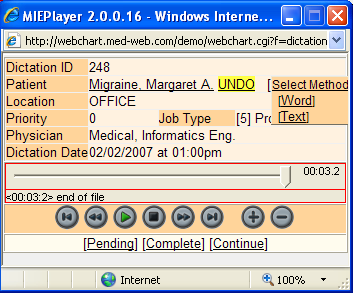 MIEPlayer 2.0.0.16 - Windows Interne...
http://webchart.med-web.com/demo/webchart.cgi?f=dictation
Dictation ID 248
Patient Migraine, Margaret A. UNDO [Select Method
Location OFFICE [Word]
Priority 0 Job Type [5] Pro [Text]
Physician Medical, Informatics Eng.
Dictation Date 02/02/2007 at 01:00pm
00:03.2
<00:03:2> end of file
[Pending] [Complete] [Continue]
Internet 100%